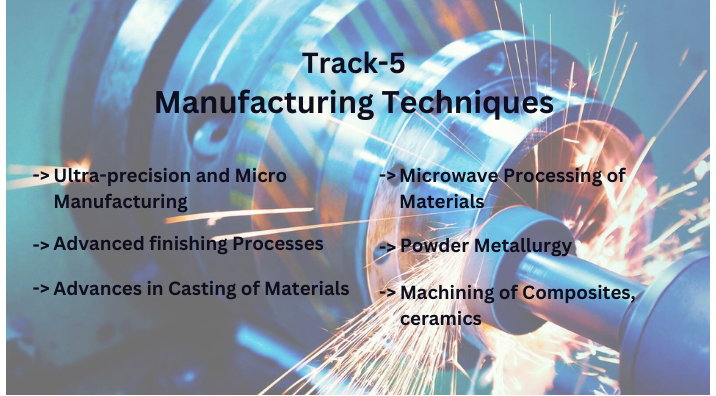 Track-5
Manufacturing Techniques
-> Ultra-precision and Micro
Manufacturing
-> Advanced finishing Processes
-> Advances in Casting of Materials
-> Microwave Processing of
Materials
-> Powder Metallurgy
-> Machining of Composites,
ceramics